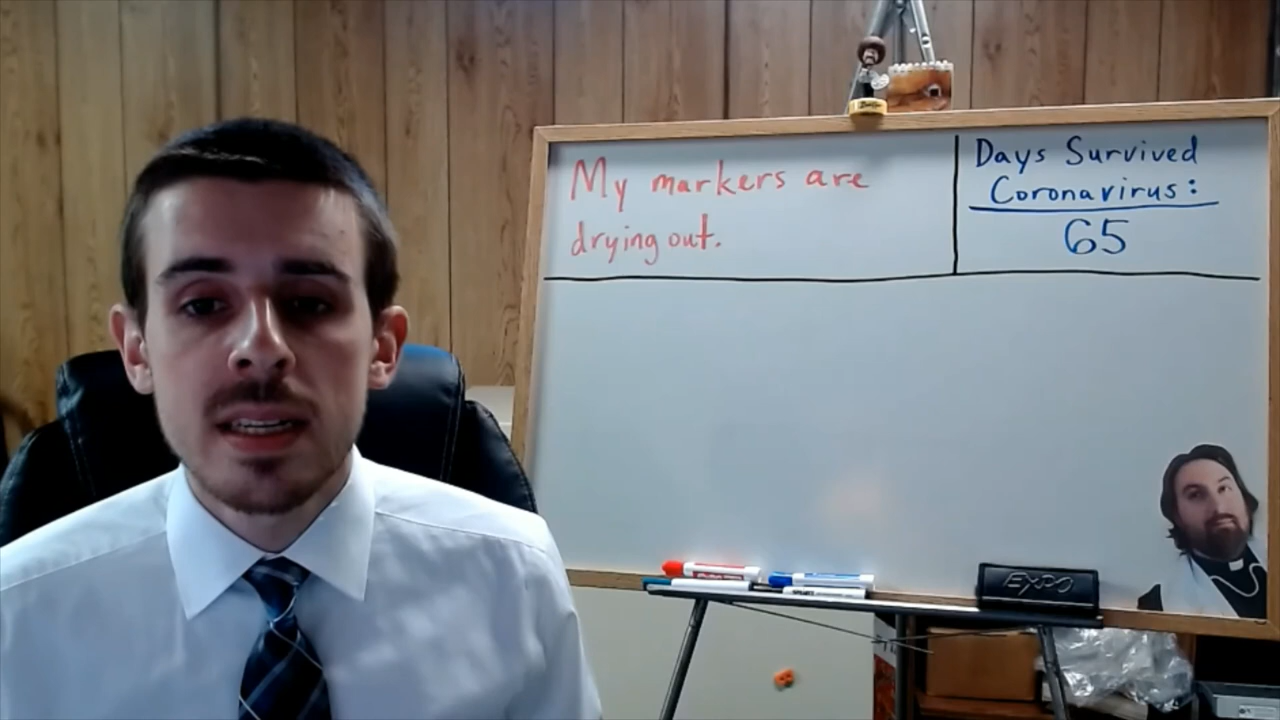 My markers are
drying out.
Days Survived
Coronavirus:
65
EXPO